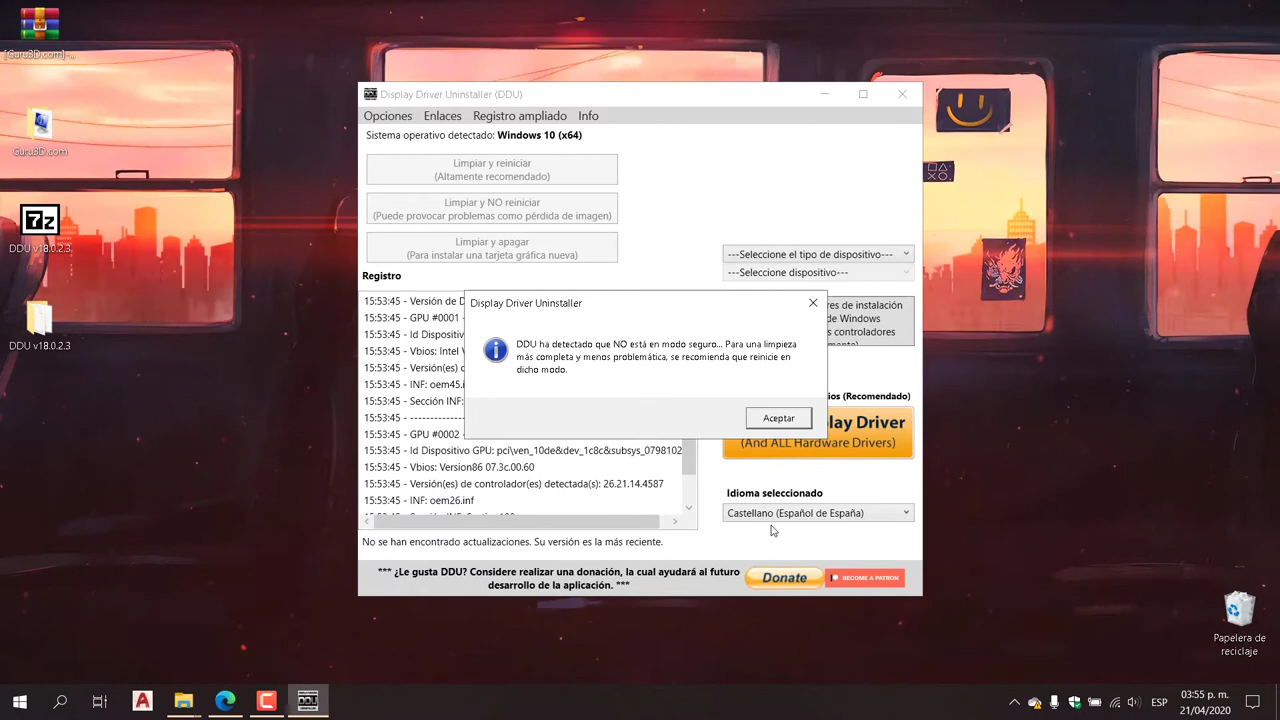 [Guru3D.com]-...
Guru3D.com
7z
DDU v18.0.2.3
DDU v18.0.2.3
Display Driver Uninstaller (DDU)
Opciones Enlaces Registro ampliado Info
Sistema operativo detectado: Windows 10 (x64)
Limpiar y reiniciar
(Altamente recomendado)
Limpiar y NO reiniciar
(Puede provocar problemas como pérdida de imagen)
Limpiar y apagar
(Para instalar una tarjeta gráfica nueva)
---Seleccione el tipo de dispositivo---
---Seleccione dispositivo---
Registro
15:53:45 - Versión de D
15:53:45 - GPU #0001 -
15:53:45 - Id Dispositivo
15:53:45 - Vbios: Intel V
15:53:45 - Versión(es) d
15:53:45 - INF: oem45.i
15:53:45 - Sección INF:
15:53:45 - ----------------
15:53:45 - GPU #0002 -
15:53:45 - Id Dispositivo GPU: pci\ven_10de&dev_1c8c&subsys_0798102
15:53:45 - Vbios: Version86 07.3c.00.60
15:53:45 - Versión(es) de controlador(es) detectada(s): 26.21.14.4587
15:53:45 - INF: oem26.inf
Display Driver Uninstaller
DDU ha detectado que NO está en modo seguro... Para una limpieza
más completa y menos problemática, se recomienda que reinicie en
dicho modo.
Aceptar
res de instalación
de Windows
s controladores
ios (Recomendado)
play Driver
(And ALL Hardware Drivers)
Idioma seleccionado
Castellano (Español de España)
No se han encontrado actualizaciones. Su versión es la más reciente.
*** ¿Le gusta DDU? Considere realizar una donación, la cual ayudará al futuro
desarrollo de la aplicación. ***
Donate
BECOME A PATRON
Papelera de
reciclaje
DDU
ESP
03:55 p. m.
21/04/2020